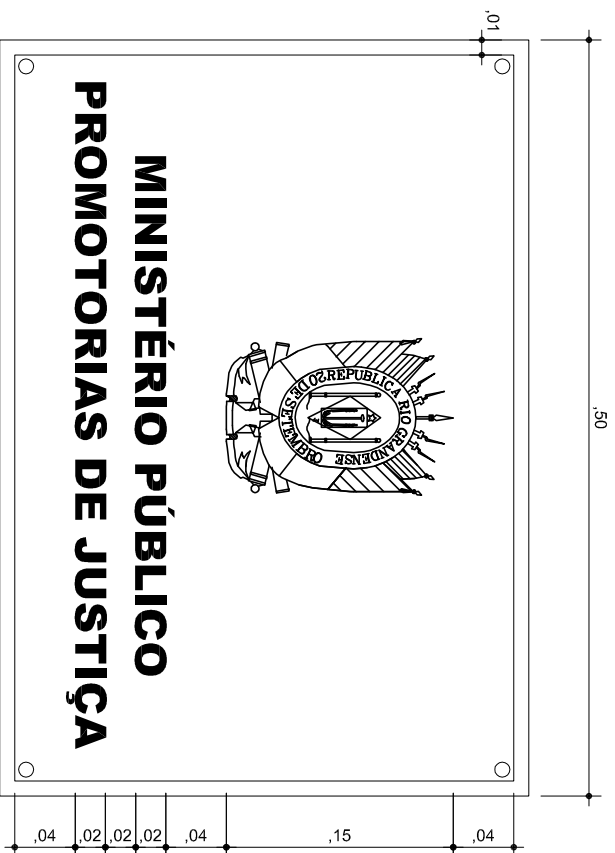 ,50
,01
REPUBLICA RIO GRANDENSE
20 DE SETEMBRO
MINISTÉRIO PÚBLICO
PROMOTORIAS DE JUSTIÇA
,04
,15
,04
,02
,02
,02
,04